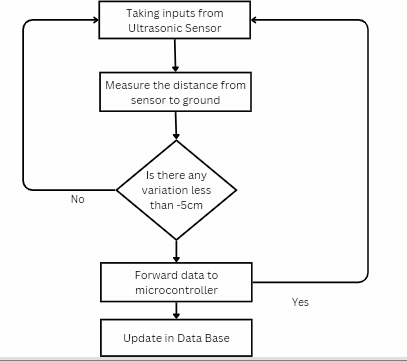 Taking inputs from
Ultrasonic Sensor
Measure the distance from
sensor to ground
Is there any
variation less
than -5cm
No
Forward data to
microcontroller
Yes
Update in Data Base